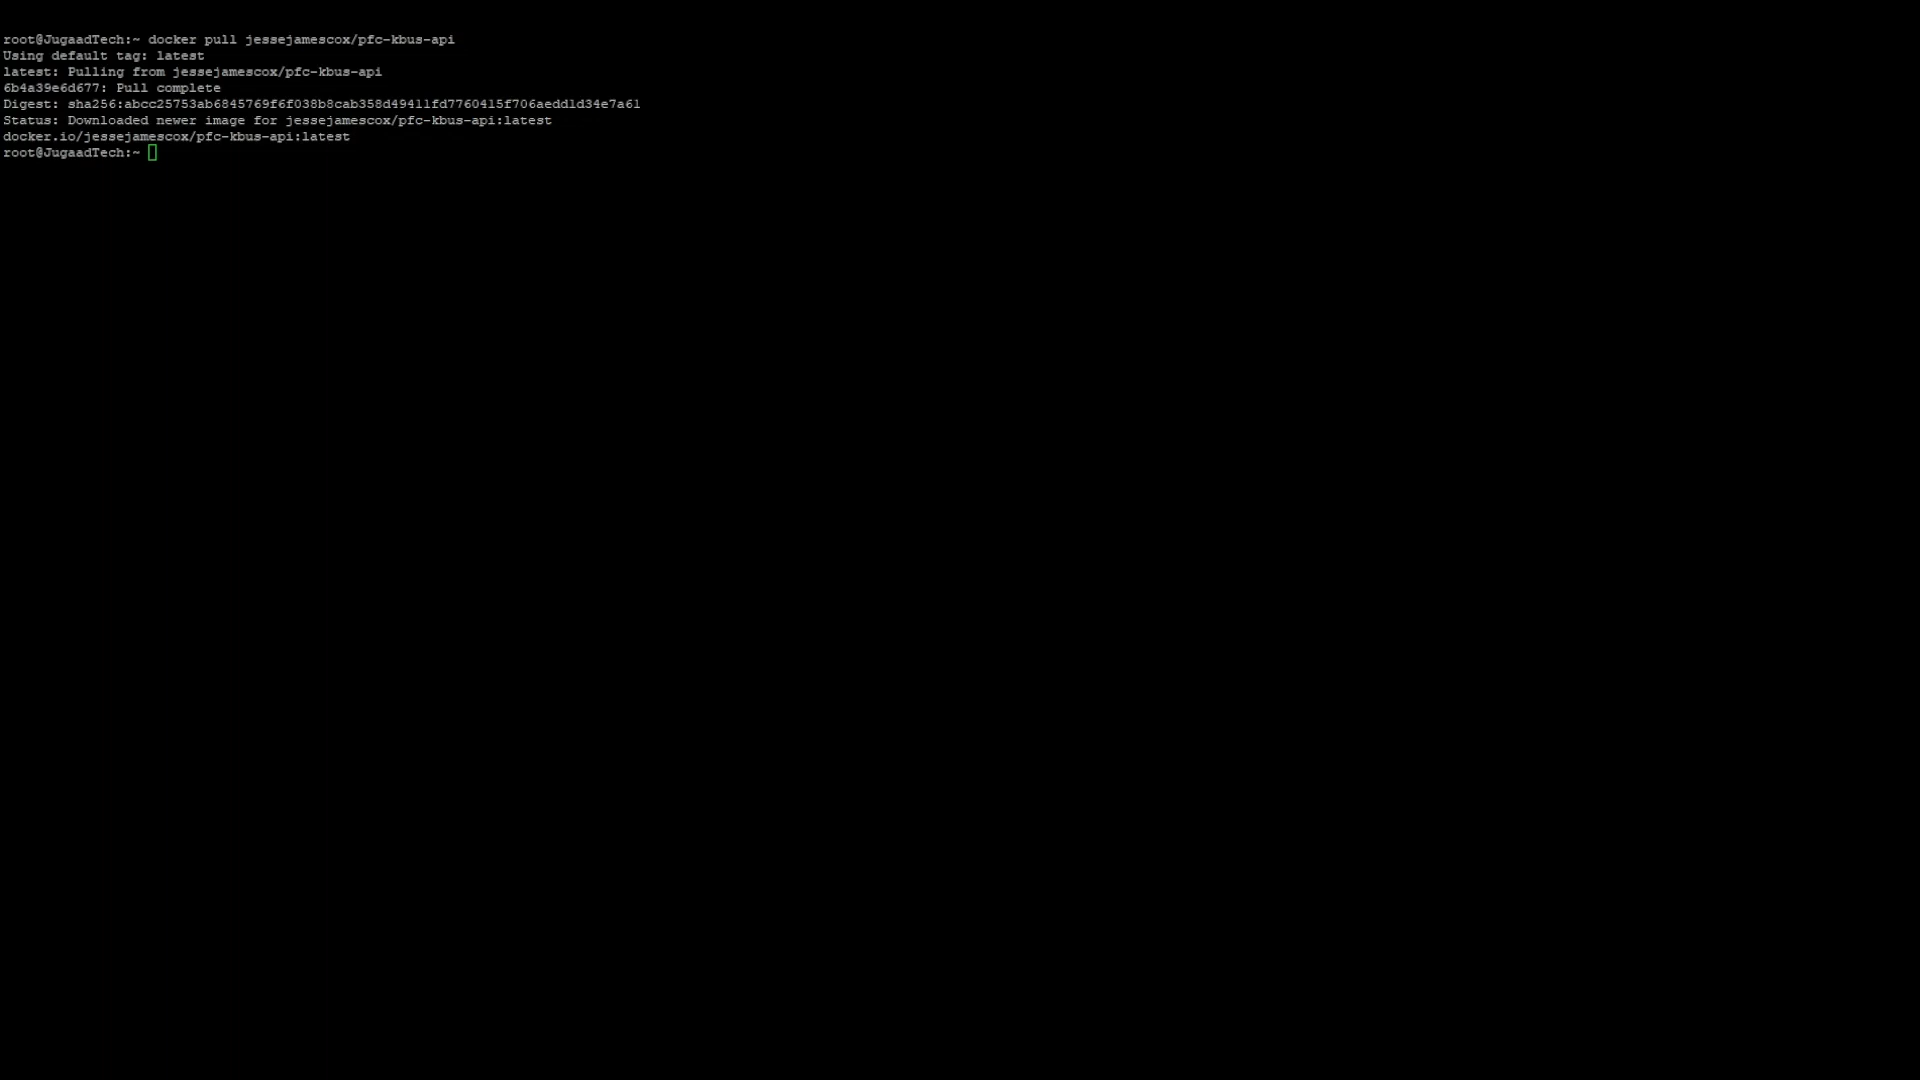 root@JugaadTech:~ docker pull jessejamescox/pfc-kbus-api
Using default tag: latest
latest: Pulling from jessejamescox/pfc-kbus-api
6b4a39e6d677: Pull complete
Digest: sha256:abcc25753ab6845769f6f038b8cab358d49411fd7760415f706aedd1d34e7a61
Status: Downloaded newer image for jessejamescox/pfc-kbus-api:latest
docker.io/jessejamescox/pfc-kbus-api:latest
root@JugaadTech:~